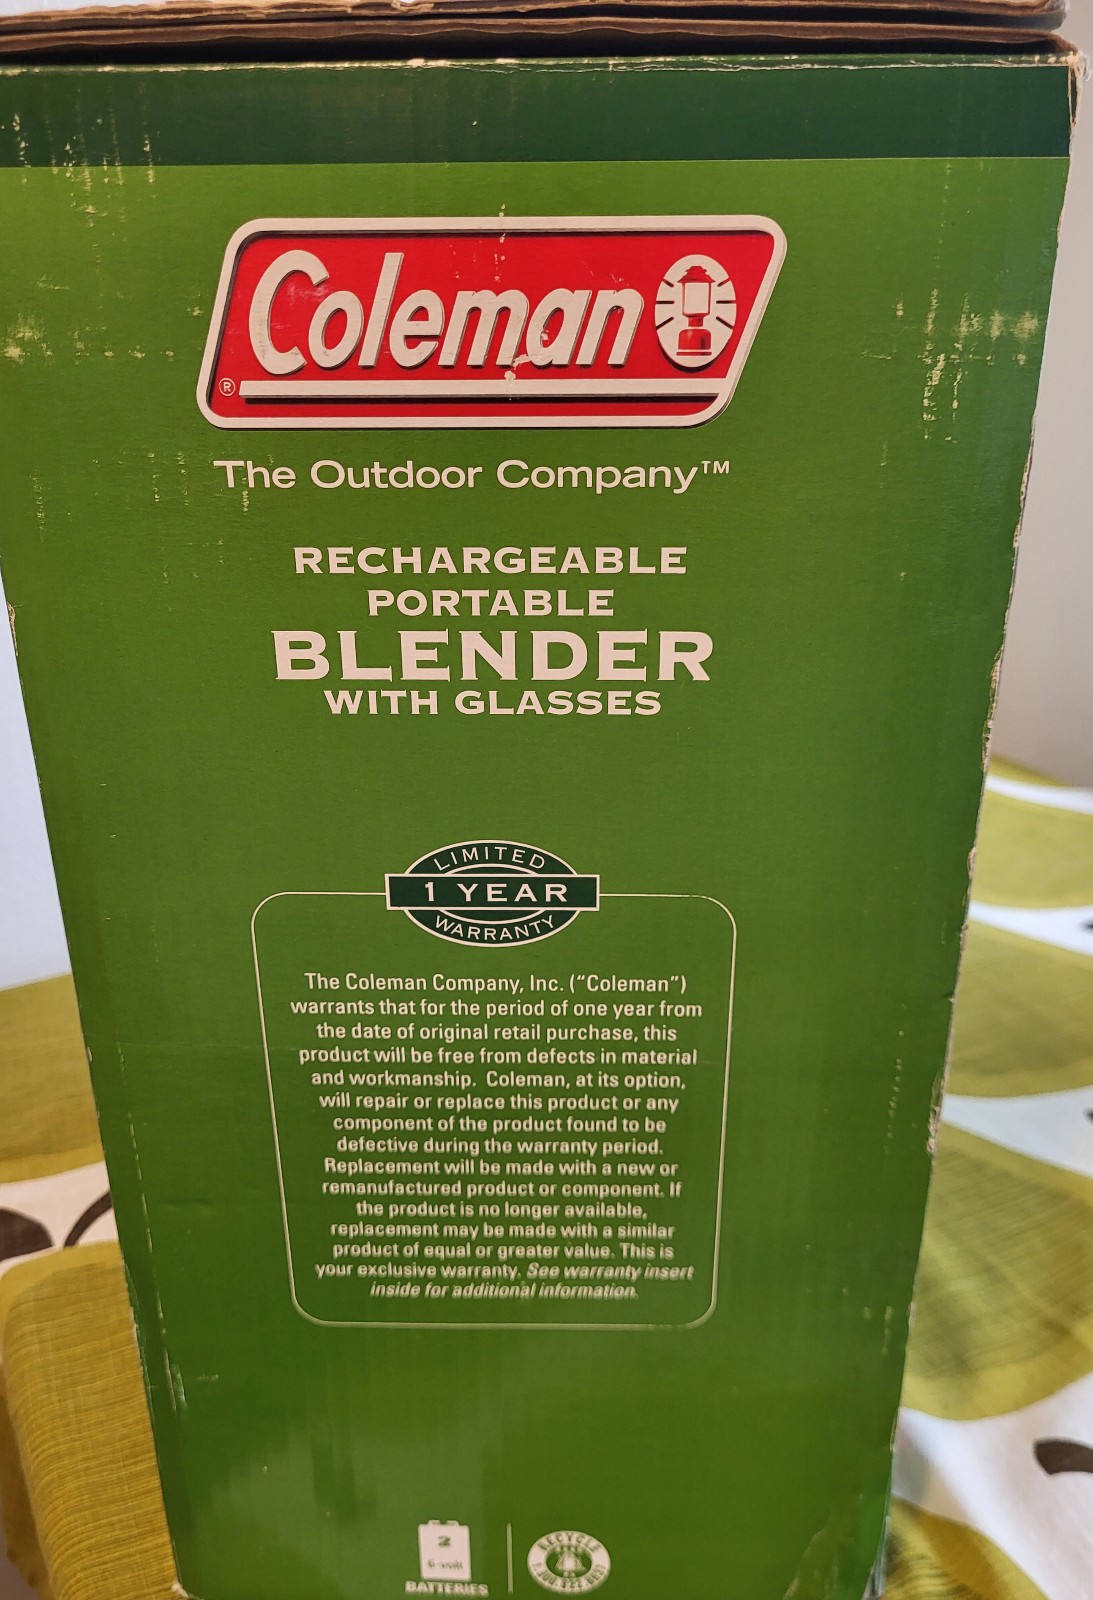 Coleman
®
The Outdoor Company™
RECHARGEABLE
PORTABLE
BLENDER
WITH GLASSES
LIMITED
1 YEAR
WARRANTY
The Coleman Company, Inc. (“Coleman”)
warrants that for the period of one year from
the date of original retail purchase, this
product will be free from defects in material
and workmanship. Coleman, at its option,
will repair or replace this product or any
component of the product found to be
defective during the warranty period.
Replacement will be made with a new or
remanufactured product or component. If
the product is no longer available,
replacement may be made with a similar
product of equal or greater value. This is
your exclusive warranty. See warranty insert
inside for additional information.
2
6-volt
BATTERIES
RECYCLE